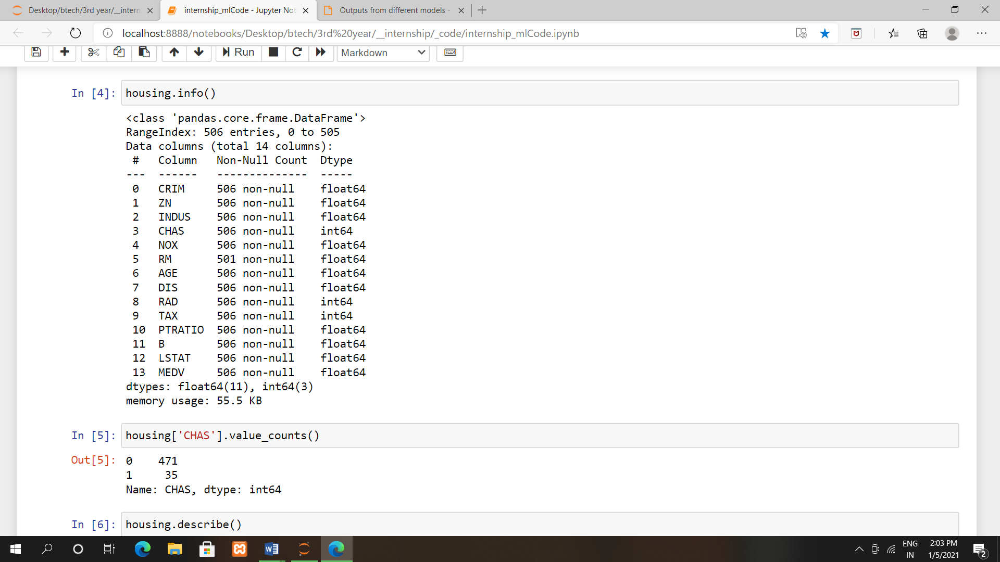 Desktop/btech/3rd year/__intern
internship_mlCode - Jupyter Not
Outputs from different models -
localhost:8888/notebooks/Desktop/btech/3rd%20year/__internship/_code/internship_mlCode.ipynb
Run
Markdown
In [4]: housing.info()
<class 'pandas.core.frame.DataFrame'>
RangeIndex: 506 entries, 0 to 505
Data columns (total 14 columns):
 #   Column   Non-Null Count  Dtype
---  ------   --------------  -----
 0   CRIM     506 non-null    float64
 1   ZN       506 non-null    float64
 2   INDUS    506 non-null    float64
 3   CHAS     506 non-null    int64
 4   NOX      506 non-null    float64
 5   RM       501 non-null    float64
 6   AGE      506 non-null    float64
 7   DIS      506 non-null    float64
 8   RAD      506 non-null    int64
 9   TAX      506 non-null    int64
 10  PTRATIO  506 non-null    float64
 11  B        506 non-null    float64
 12  LSTAT    506 non-null    float64
 13  MEDV     506 non-null    float64
dtypes: float64(11), int64(3)
memory usage: 55.5 KB
In [5]: housing['CHAS'].value_counts()
Out[5]: 0    471
1     35
Name: CHAS, dtype: int64
In [6]: housing.describe()
ENG
IN
2:03 PM
1/5/2021
2